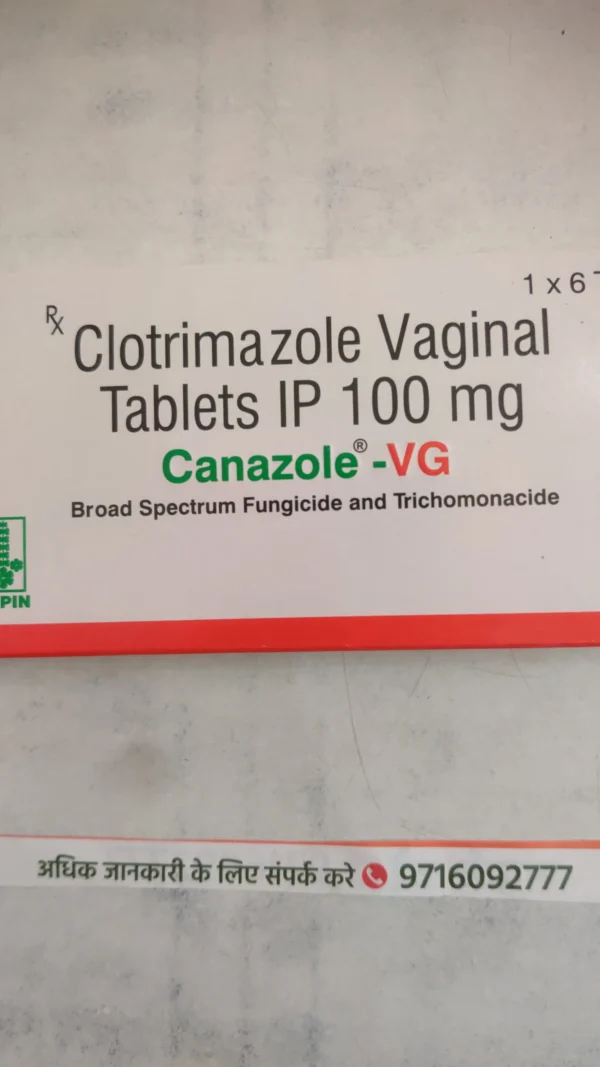 1 x 6
Rx Clotrimazole Vaginal
Tablets IP 100 mg
Canazole®-VG
Broad Spectrum Fungicide and Trichomonacide
PIN
अधिक जानकारी के लिए संपर्क करे 9716092777